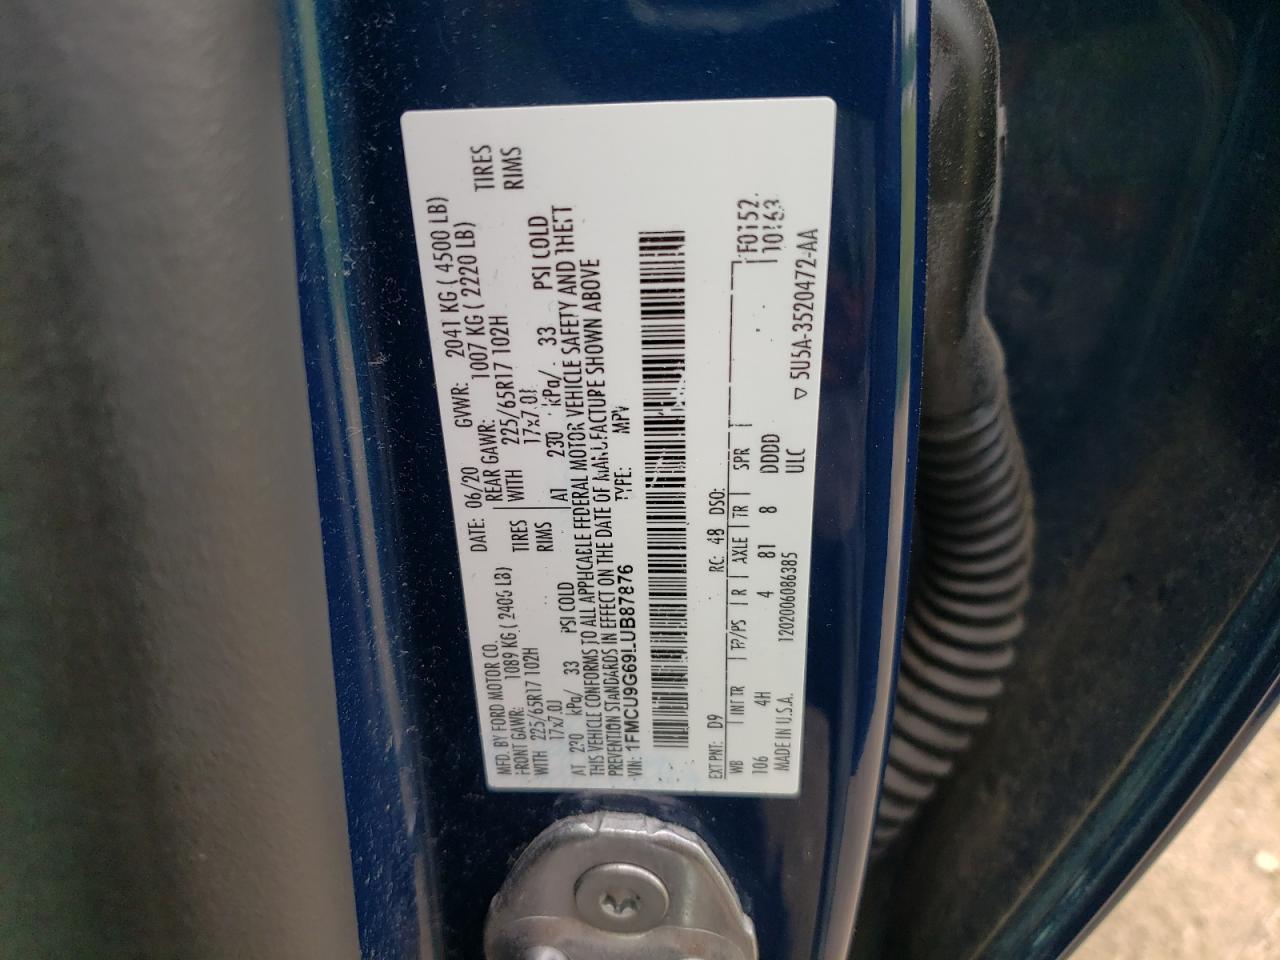 MFD. BY FORD MOTOR CO.
DATE: 06/20 GVWR: 2041 KG ( 4500 LB)
FRONT GAWR: 1089 KG ( 2400 LB) REAR GAWR: 1007 KG ( 2220 LB)
WITH 225/65R17 102H TIRES WITH 225/65R17 102H TIRES
17x7.0J RIMS 17x7.0J RIMS
AT 230 kPa/ 33 PSI COLD AT 230 kPa/ 33 PSI COLD
THIS VEHICLE CONFORMS TO ALL APPLICABLE FEDERAL MOTOR VEHICLE SAFETY AND THEFT
PREVENTION STANDARDS IN EFFECT ON THE DATE OF MANUFACTURE SHOWN ABOVE
VIN: 1FMCU9G69LUB87876 TYPE: MPV
EXT PNT: D9 RC: 48 DSO: F0152
WB INT TR TP/PS R AXLE TR SPR 10163
106 4H 4 81 8 DDDD
MADE IN U.S.A. 1202006086385 ULC ▽ 5U5A-3520472-AA